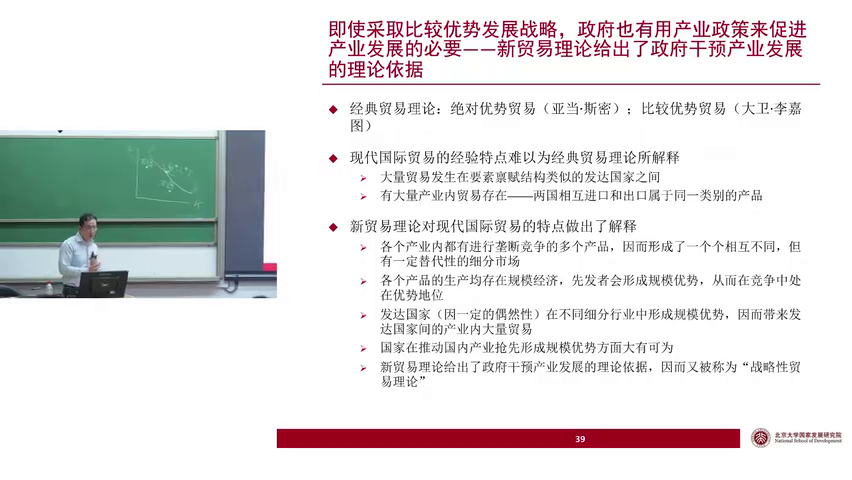 即使采取比较优势发展战略，政府也有用产业政策来促进
产业发展的必要——新贸易理论给出了政府干预产业发展
的理论依据
经典贸易理论：绝对优势贸易（亚当·斯密）；比较优势贸易（大卫·李嘉
图）
现代国际贸易的经验特点难以为经典贸易理论所解释
大量贸易发生在要素禀赋结构类似的发达国家之间
有大量产业内贸易存在——两国相互进口和出口属于同一类别的产品
新贸易理论对现代国际贸易的特点做出了解释
各个产业内都有进行垄断竞争的多个产品，因而形成了一个个相互不同，但
有一定替代性的细分市场
各个产品的生产均存在规模经济，先发者会形成规模优势，从而在竞争中处
在优势地位
发达国家（因一定的偶然性）在不同细分行业中形成规模优势，因而带来发
达国家间的产业内大量贸易
国家在推动国内产业抢先形成规模优势方面大有可为
新贸易理论给出了政府干预产业发展的理论依据，因而又被称为“战略性贸
易理论”
39
北京大学国家发展研究院
National School of Development